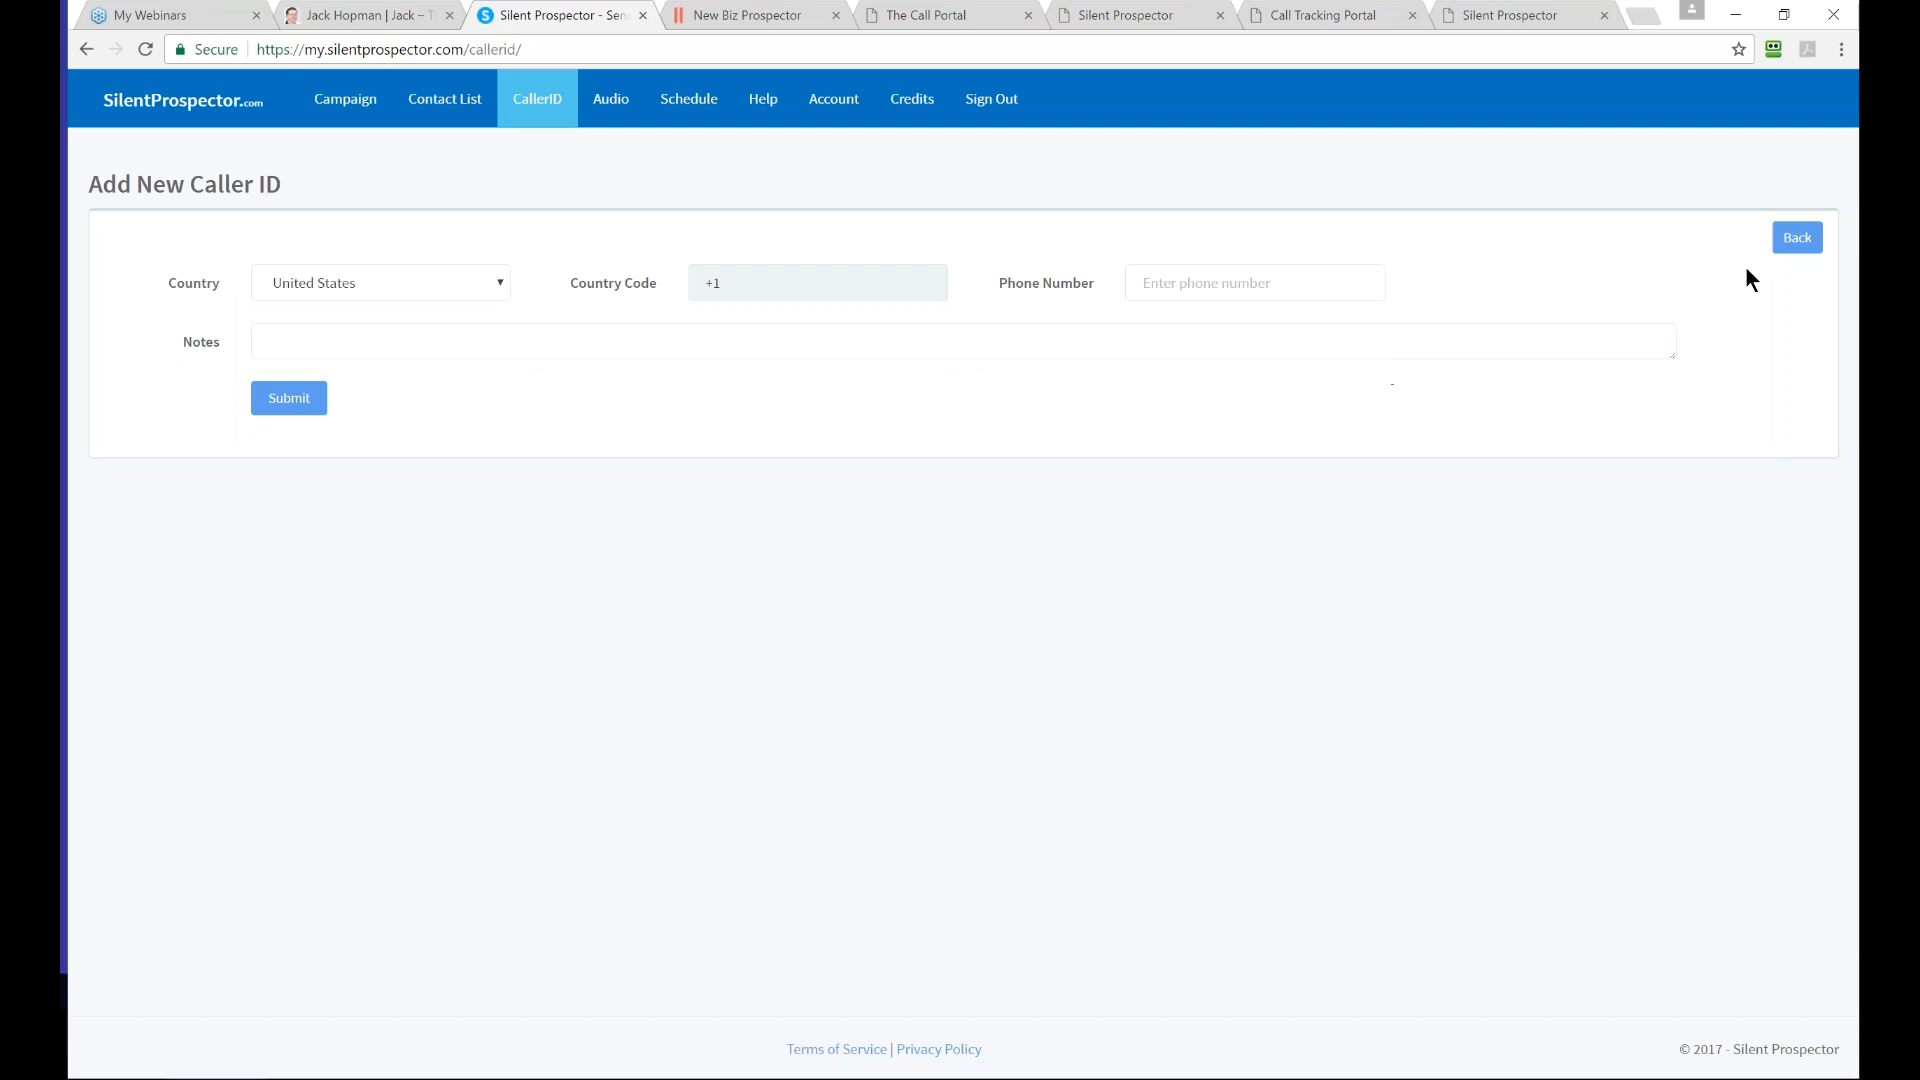 My Webinars
Jack Hopman | Jack – T
Silent Prospector - Sen
New Biz Prospector
The Call Portal
Silent Prospector
Call Tracking Portal
Silent Prospector
Secure
https://my.silentprospector.com/callerid/
SilentProspector.com
Campaign
Contact List
CallerID
Audio
Schedule
Help
Account
Credits
Sign Out
Add New Caller ID
Back
Country
United States
Country Code
+1
Phone Number
Enter phone number
Notes
Submit
Terms of Service | Privacy Policy
© 2017 - Silent Prospector